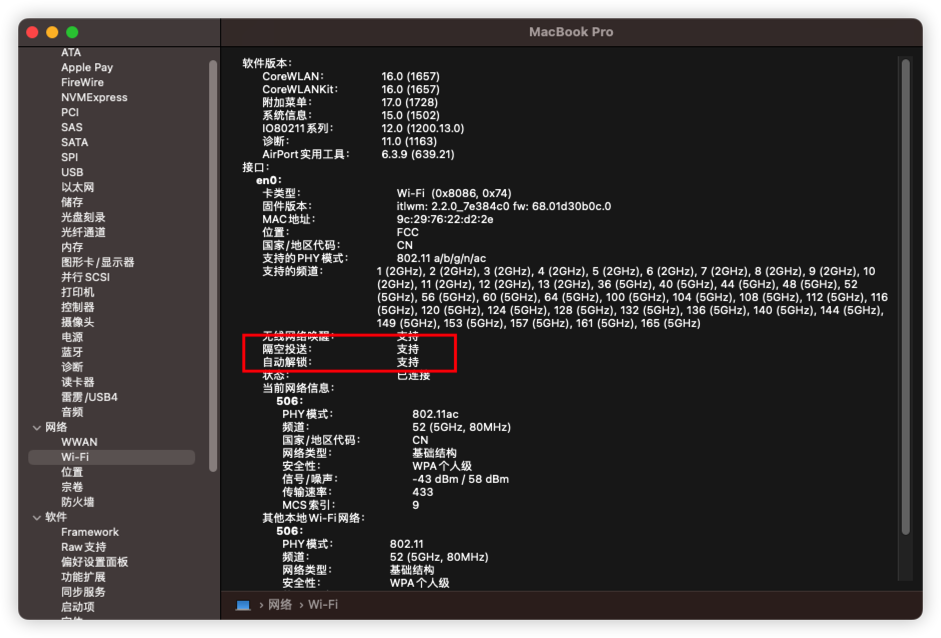 MacBook Pro
ATA
Apple Pay
FireWire
NVMExpress
PCI
SAS
SATA
SPI
USB
以太网
储存
光盘刻录
光纤通道
内存
图形卡/显示器
并行 SCSI
打印机
控制器
摄像头
电源
蓝牙
诊断
读卡器
雷雳/USB4
音频
网络
WWAN
Wi-Fi
位置
宗卷
防火墙
软件
Framework
Raw 支持
偏好设置面板
功能扩展
同步服务
启动项
软件版本:
CoreWLAN: 16.0 (1657)
CoreWLANKit: 16.0 (1657)
附加菜单: 17.0 (1728)
系统信息: 15.0 (1502)
IO80211 系列: 12.0 (1200.13.0)
诊断: 11.0 (1163)
AirPort 实用工具: 6.3.9 (639.21)
接口:
en0:
卡类型: Wi-Fi (0x8086, 0x74)
固件版本: itlwm: 2.2.0_7e384c0 fw: 68.01d30b0c.0
MAC 地址: 9c:29:76:22:d2:2e
位置: FCC
国家/地区代码: CN
支持的 PHY 模式: 802.11 a/b/g/n/ac
支持的频道: 1 (2GHz), 2 (2GHz), 3 (2GHz), 4 (2GHz), 5 (2GHz), 6 (2GHz), 7 (2GHz), 8 (2GHz), 9 (2GHz), 10
(2GHz), 11 (2GHz), 12 (2GHz), 13 (2GHz), 36 (5GHz), 40 (5GHz), 44 (5GHz), 48 (5GHz), 52
(5GHz), 56 (5GHz), 60 (5GHz), 64 (5GHz), 100 (5GHz), 104 (5GHz), 108 (5GHz), 112 (5GHz), 116
(5GHz), 120 (5GHz), 124 (5GHz), 128 (5GHz), 132 (5GHz), 136 (5GHz), 140 (5GHz), 144 (5GHz),
149 (5GHz), 153 (5GHz), 157 (5GHz), 161 (5GHz), 165 (5GHz)
无线网络唤醒: 支持
隔空投送: 支持
自动解锁: 支持
状态: 已连接
当前网络信息:
506:
PHY 模式: 802.11ac
频道: 52 (5GHz, 80MHz)
国家/地区代码: CN
网络类型: 基础结构
安全性: WPA 个人级
信号/噪声: -43 dBm / 58 dBm
传输速率: 433
MCS 索引: 9
其他本地 Wi-Fi 网络:
506:
PHY 模式: 802.11
频道: 52 (5GHz, 80MHz)
网络类型: 基础结构
安全性: WPA 个人级
› 网络 › Wi-Fi